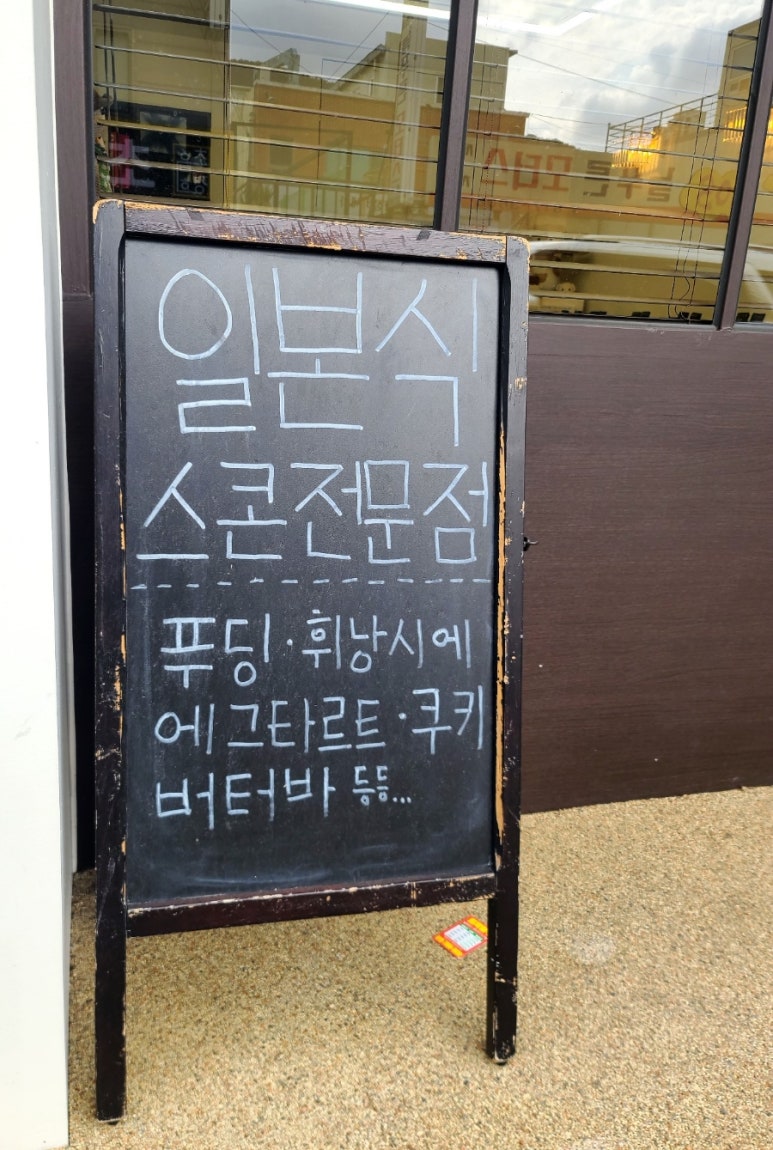 일본식
스콘전문점
푸딩·휘낭시에
에그타르트·쿠키
버터바 등등...